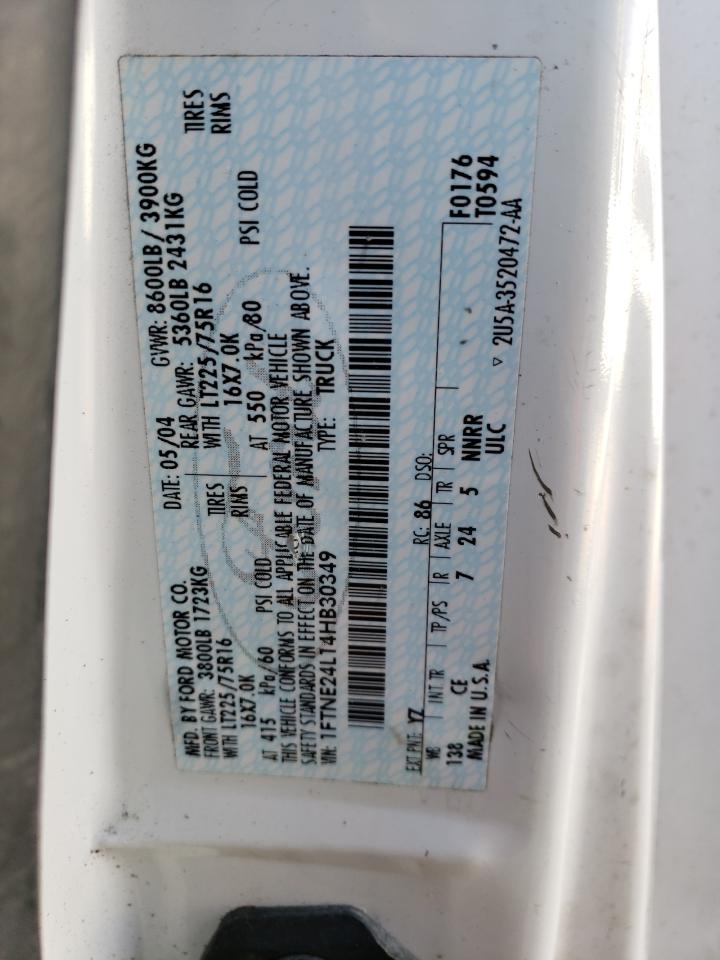 MFD. BY FORD MOTOR CO. DATE: 05/04 GVWR: 8600LB / 3900KG
FRONT GAWR: 3800LB 1723KG REAR GAWR: 5360LB 2431KG
WITH LT225/75R16 TIRES WITH LT225/75R16 TIRES
16X7.0K RIMS 16X7.0K RIMS
AT 415 kPa/60 PSI COLD AT 550 kPa/80 PSI COLD
THIS VEHICLE CONFORMS TO ALL APPLICABLE FEDERAL MOTOR VEHICLE
SAFETY STANDARDS IN EFFECT ON THE DATE OF MANUFACTURE SHOWN ABOVE.
VIN: 1FTNE24L14HB30349 TYPE: TRUCK
EXT PNT: YZ RC: 86 DSO: F0176
WB INT TR TP/PS R AXLE TR SPR T0594
138 CE 7 24 5 NNRR
MADE IN U.S.A. ULC
▽ 2U5A-3520472-AA